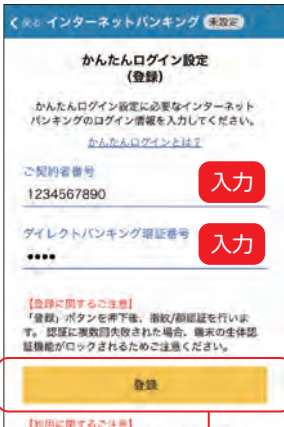 < 戻る インターネットバンキング 未設定
かんたんログイン設定
(登録)
かんたんログイン設定に必要なインターネット
バンキングのログイン情報を入力してください。
かんたんログインとは?
ご契約者番号
1234567890
入力
ダイレクトバンキング暗証番号
••••
入力
【登録に関するご注意】
「登録」ボタンを押下後、指紋/顔認証を行いま
す。認証に複数回失敗された場合、端末の生体認
証機能がロックされるためご注意ください。
登録
【利用に関するご注意】